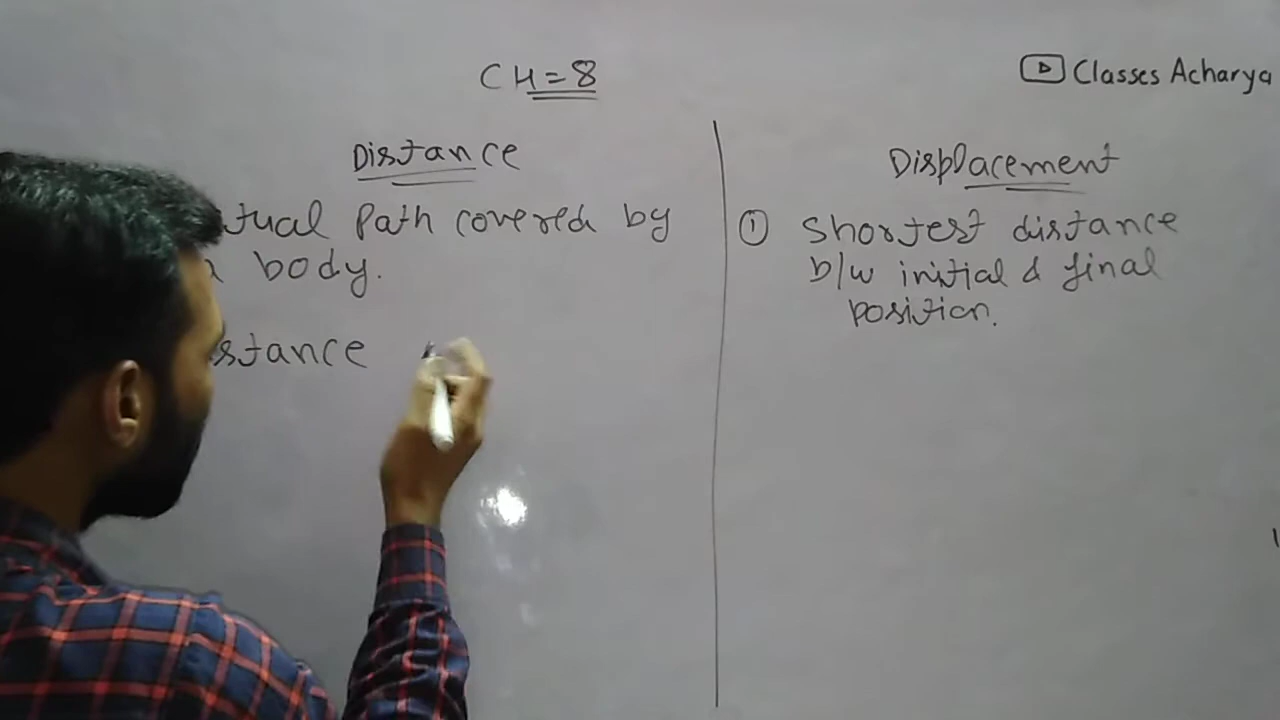 CH=8
Classes Acharya
Distance
tual Path covered by
a body.
stance
Displacement
① Shortest distance
b/w initial & final
position.